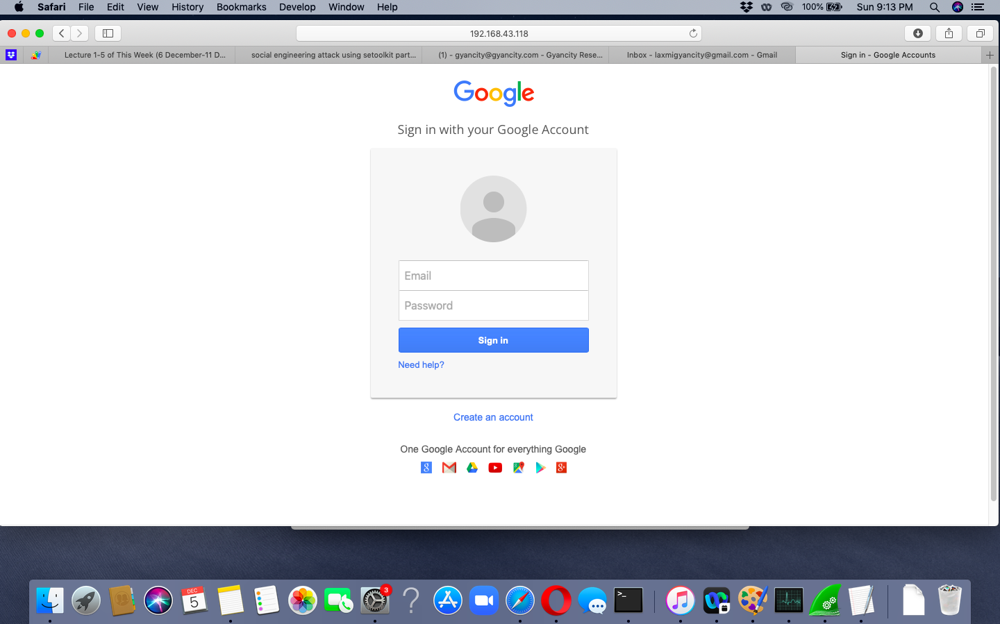 Safari File Edit View History Bookmarks Develop Window Help 100% Sun 9:13 PM
192.168.43.118
Lecture 1-5 of This Week (6 December-11 D... social engineering attack using setoolkit part... (1) - gyancity@gyancity.com - Gyancity Rese... Inbox - laxmigyancity@gmail.com - Gmail Sign in - Google Accounts
Google
Sign in with your Google Account
Email
Password
Sign in
Need help?
Create an account
One Google Account for everything Google
DEC
5
3